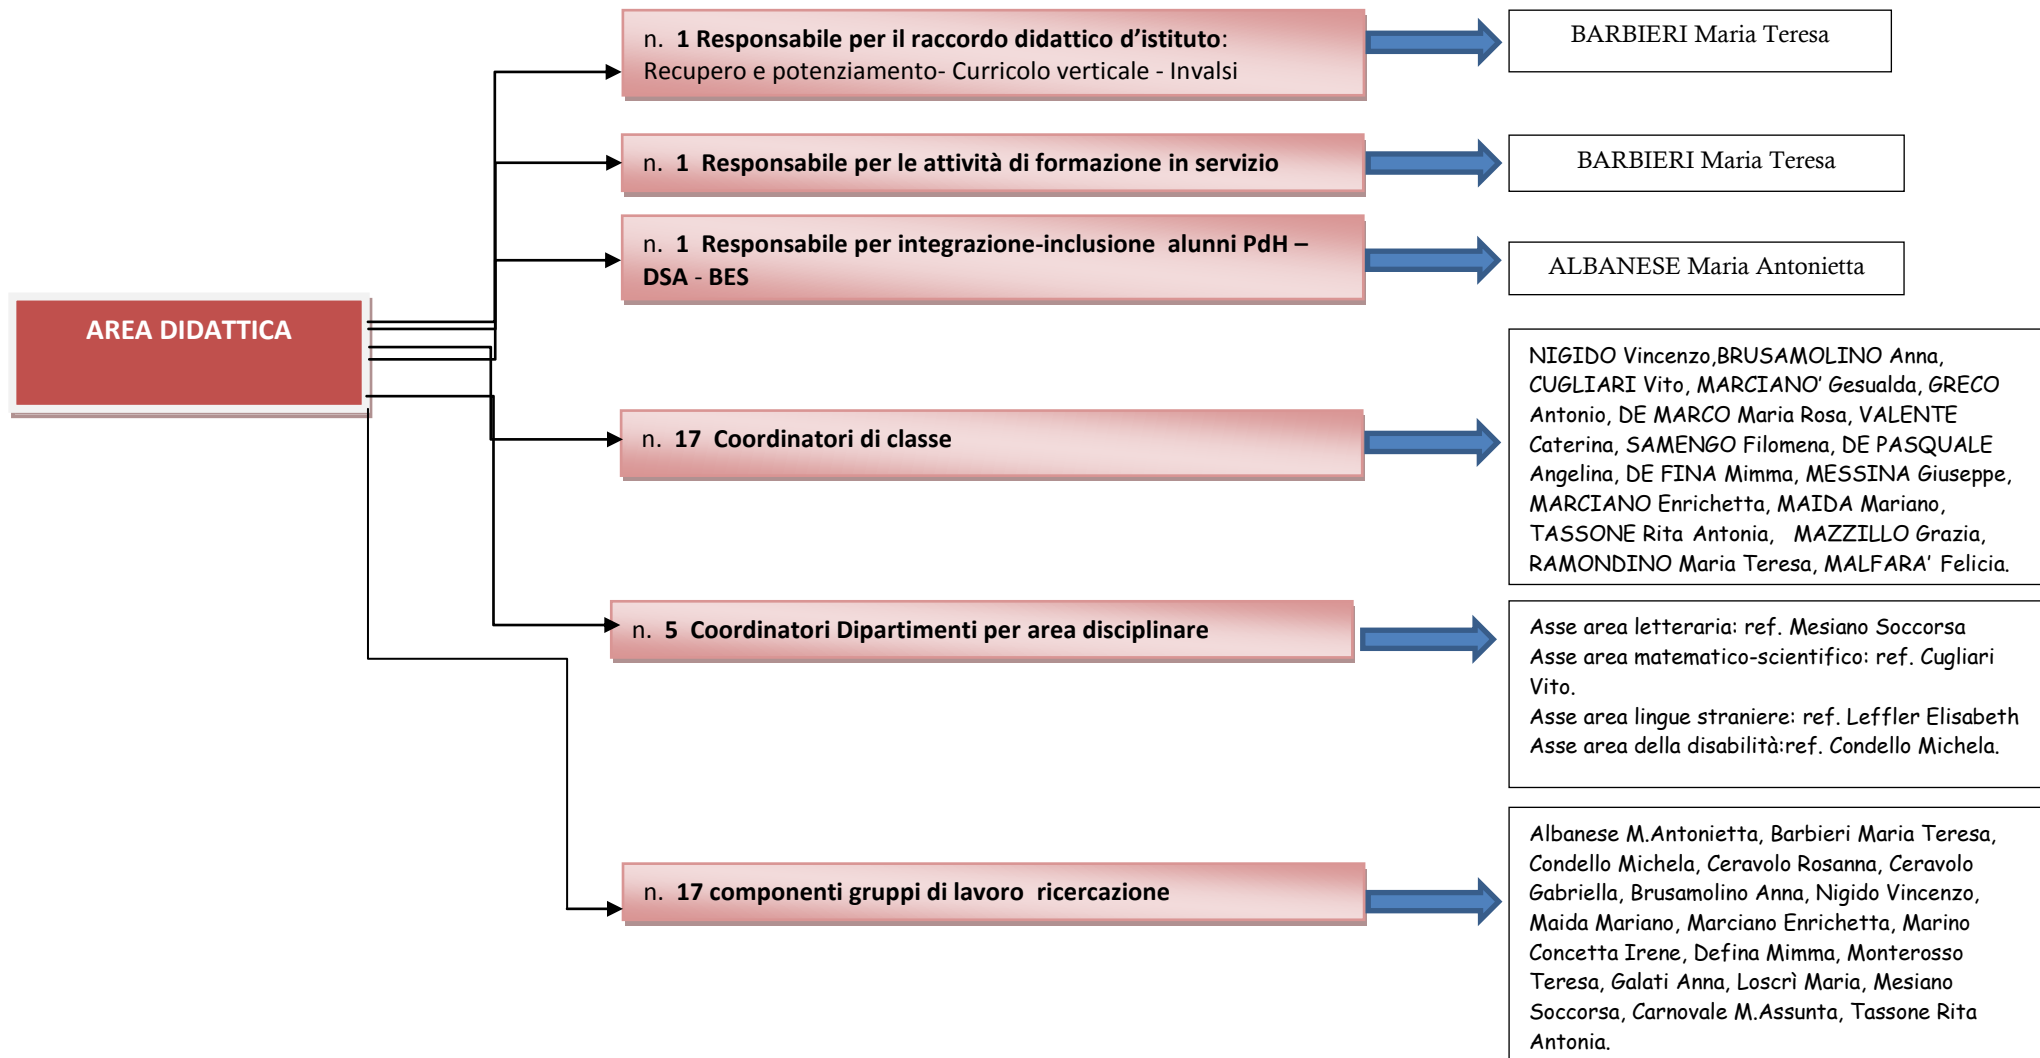 n. 1 Responsabile per il raccordo didattico d’istituto:
Recupero e potenziamento- Curricolo verticale - Invalsi
BARBIERI Maria Teresa
n. 1 Responsabile per le attività di formazione in servizio
BARBIERI Maria Teresa
n. 1 Responsabile per integrazione-inclusione alunni PdH –
DSA - BES
ALBANESE Maria Antonietta
AREA DIDATTICA
n. 17 Coordinatori di classe
NIGIDO Vincenzo,BRUSAMOLINO Anna,
CUGLIARI Vito, MARCIANO’ Gesualda, GRECO
Antonio, DE MARCO Maria Rosa, VALENTE
Caterina, SAMENGO Filomena, DE PASQUALE
Angelina, DE FINA Mimma, MESSINA Giuseppe,
MARCIANO Enrichetta, MAIDA Mariano,
TASSONE Rita Antonia, MAZZILLO Grazia,
RAMONDINO Maria Teresa, MALFARA’ Felicia.
n. 5 Coordinatori Dipartimenti per area disciplinare
Asse area letteraria: ref. Mesiano Soccorsa
Asse area matematico-scientifico: ref. Cugliari
Vito.
Asse area lingue straniere: ref. Leffler Elisabeth
Asse area della disabilità:ref. Condello Michela.
n. 17 componenti gruppi di lavoro ricercazione
Albanese M.Antonietta, Barbieri Maria Teresa,
Condello Michela, Ceravolo Rosanna, Ceravolo
Gabriella, Brusamolino Anna, Nigido Vincenzo,
Maida Mariano, Marciano Enrichetta, Marino
Concetta Irene, Defina Mimma, Monterosso
Teresa, Galati Anna, Loscrì Maria, Mesiano
Soccorsa, Carnovale M.Assunta, Tassone Rita
Antonia.